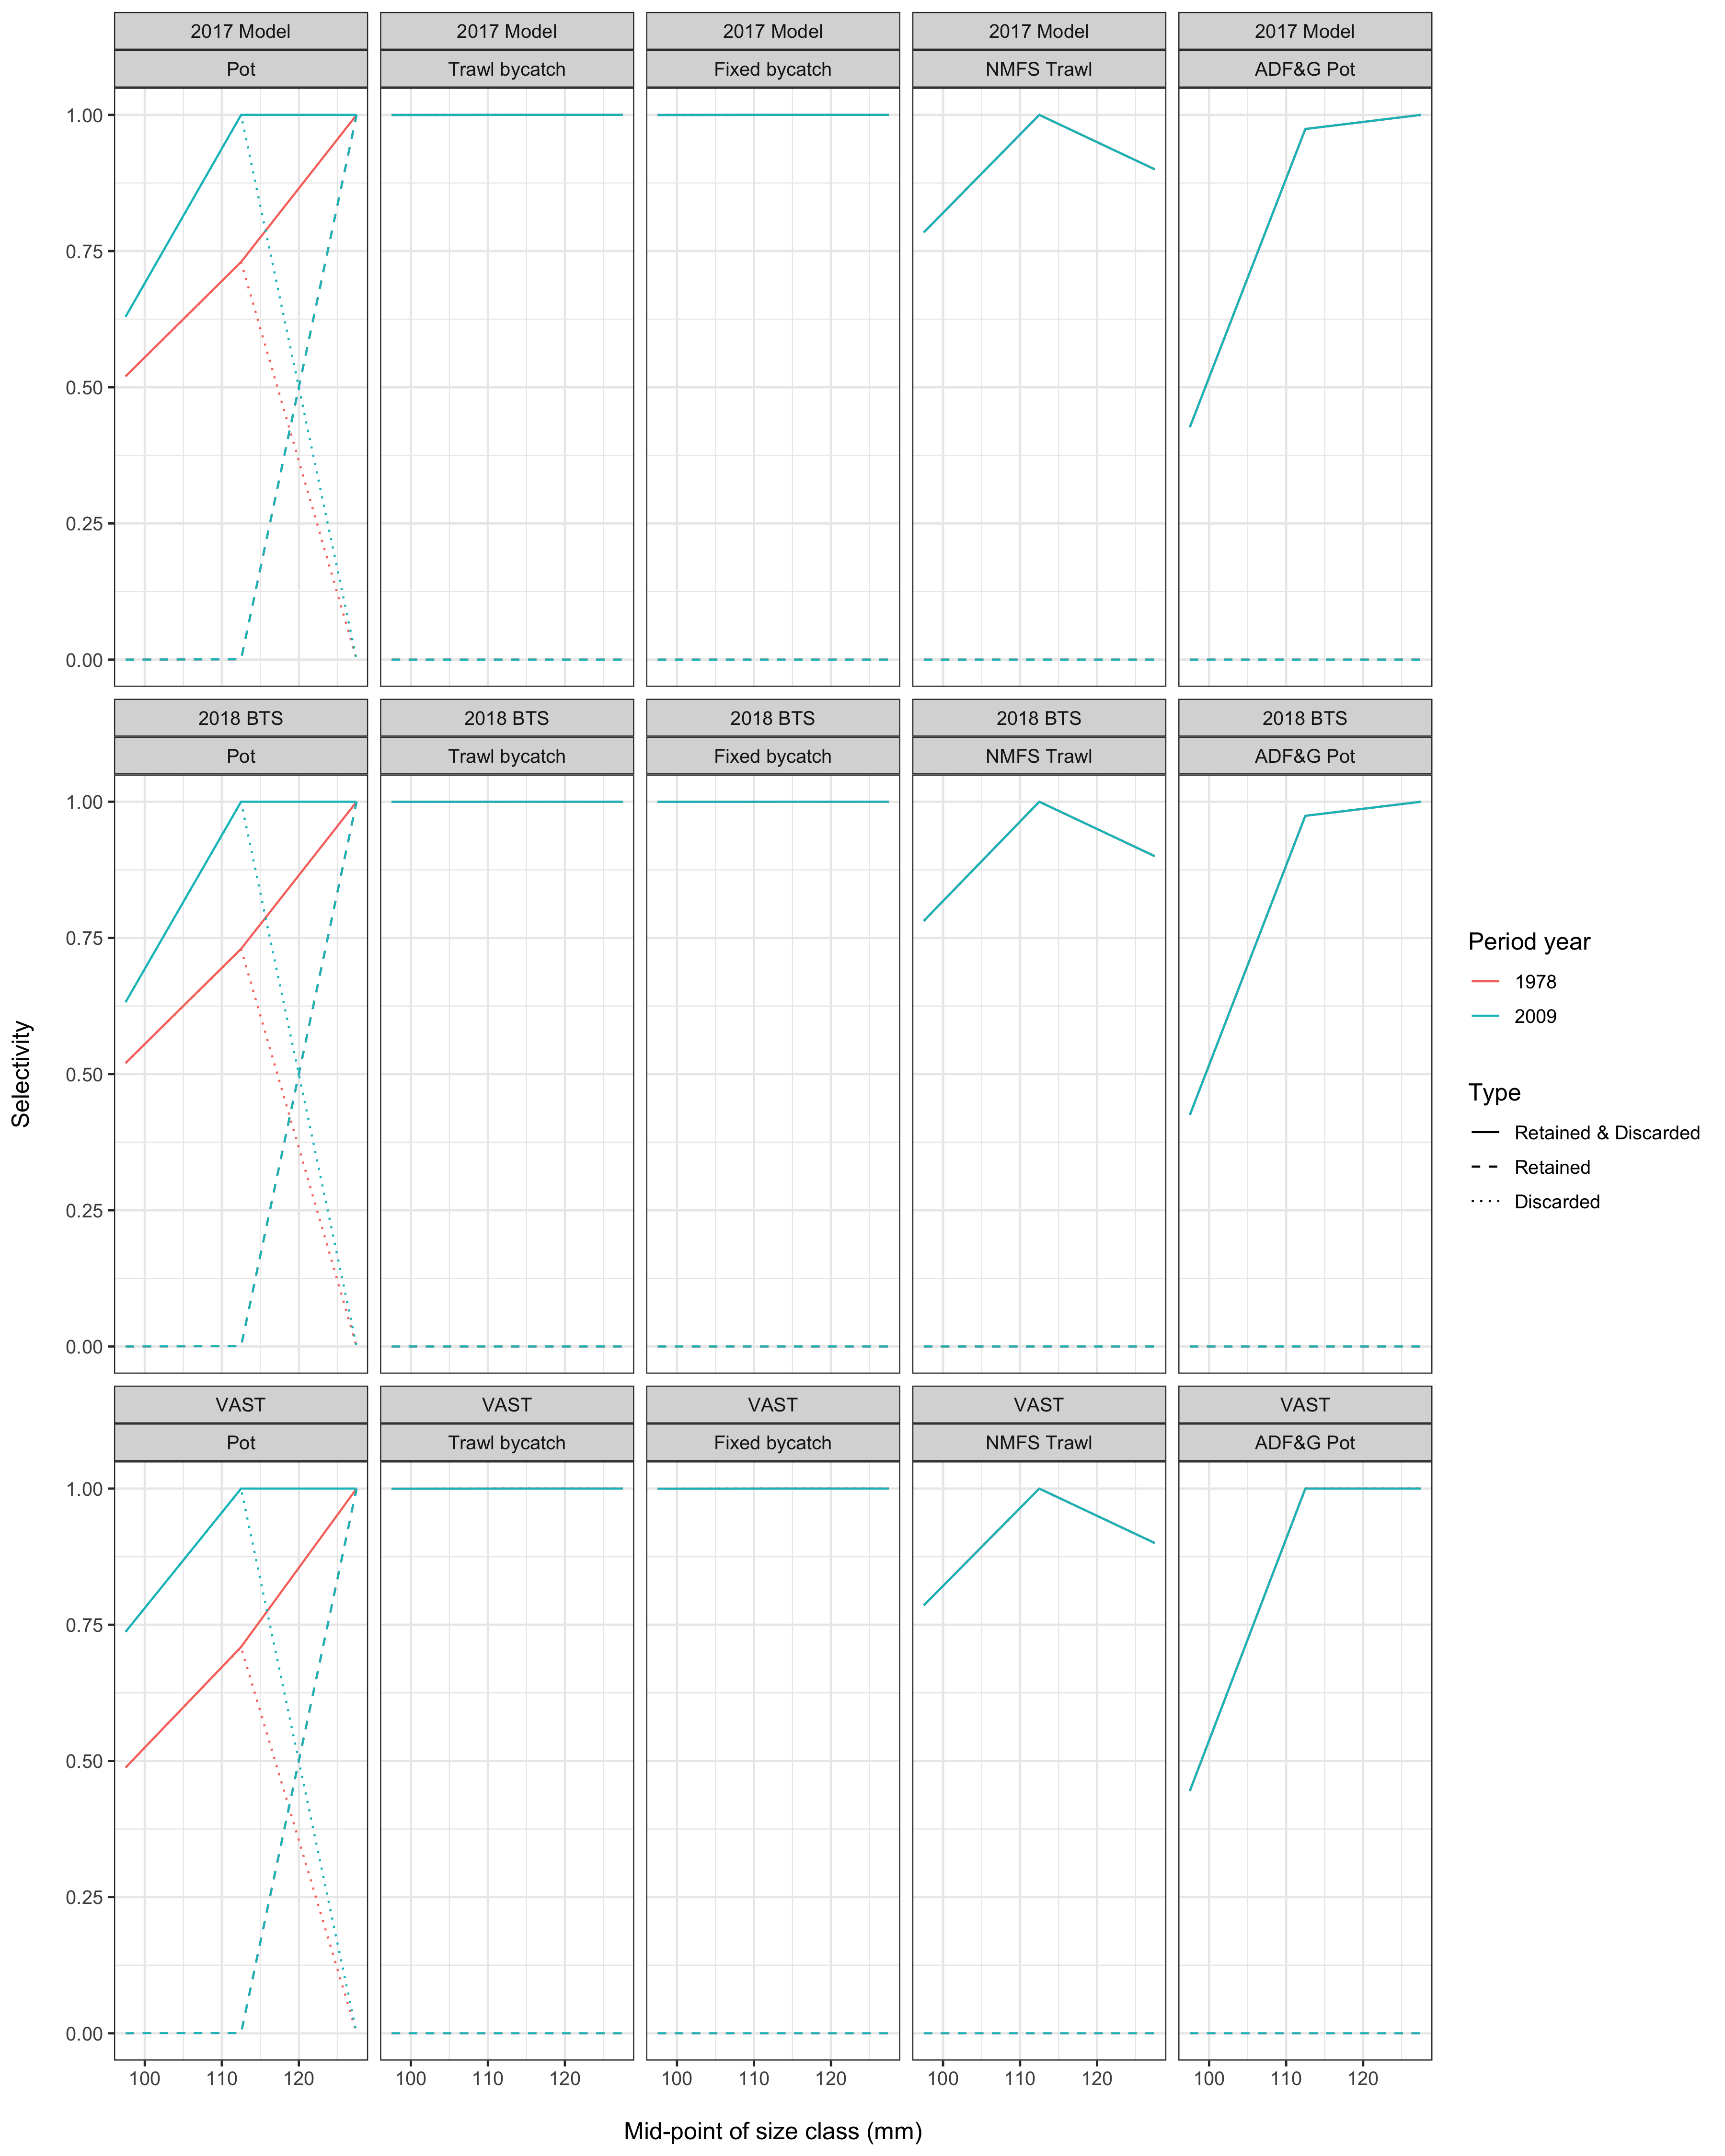 2017 Model 2017 Model 2017 Model 2017 Model 2017 Model
Pot Trawl bycatch Fixed bycatch NMFS Trawl ADF&G Pot
1.00
0.75
0.50
0.25
0.00
2018 BTS 2018 BTS 2018 BTS 2018 BTS 2018 BTS
Pot Trawl bycatch Fixed bycatch NMFS Trawl ADF&G Pot
1.00
0.75
0.50
0.25
0.00
VAST VAST VAST VAST VAST
Pot Trawl bycatch Fixed bycatch NMFS Trawl ADF&G Pot
1.00
0.75
0.50
0.25
0.00
100 110 120 100 110 120 100 110 120 100 110 120 100 110 120
Mid-point of size class (mm)
Selectivity
Period year
1978
2009
Type
Retained & Discarded
Retained
Discarded